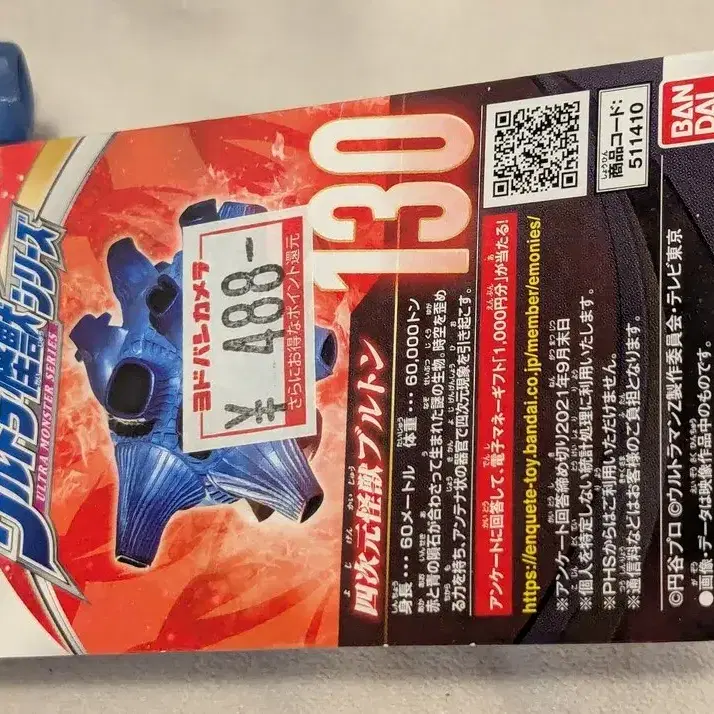 ウルトラ怪獣シリーズ
ULTRA MONSTER SERIES
ヨドバシカメラ
¥ 488-
さらにお得なポイント還元
130
四次元怪獣ブルトン
身長…60メートル 体重…60,000トン
赤と青の隕石が合わさって生まれた謎の生物。時空を歪め
る力を持ち、アンテナ状の器官で四次元現象を引き起こす。
アンケートに回答して、電子マネーギフト「1,000円分」が当たる!
https://enquete-toy.bandai.co.jp/member/emonies/
※アンケート回答締め切り2021年9月末日
※個人を特定しない統計処理に利用いたします。
※PHSからはご利用いただけません。
※通信料などはお客様のご負担となります。
商品コード:
511410
©円谷プロ ©ウルトラマンZ製作委員会・テレビ東京
●画像・データは映像作品中のものです。
BAN
DAI